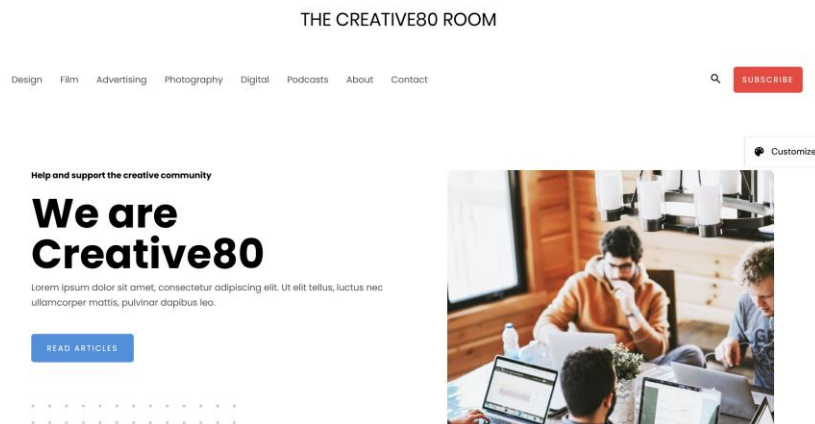 THE CREATIVE80 ROOM
Design Film Advertising Photography Digital Podcasts About Contact
SUBSCRIBE
Customize
Help and support the creative community
We are
Creative80
Lorem ipsum dolor sit amet, consectetur adipiscing elit. Ut elit tellus, luctus nec
ullamcorper mattis, pulvinar dapibus leo.
READ ARTICLES